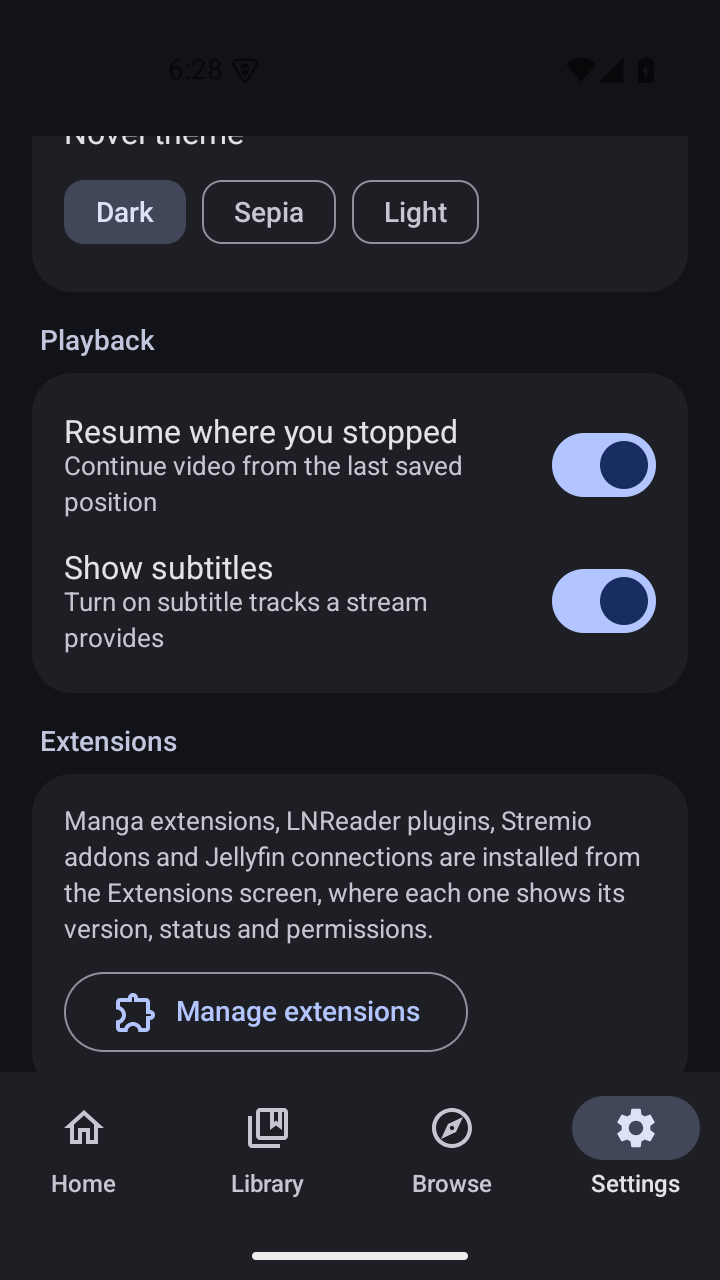 6:28
Novel theme
Dark
Sepia
Light
Playback
Resume where you stopped
Continue video from the last saved
position
Show subtitles
Turn on subtitle tracks a stream
provides
Extensions
Manga extensions, LNReader plugins, Stremio
addons and Jellyfin connections are installed from
the Extensions screen, where each one shows its
version, status and permissions.
Manage extensions
Home
Library
Browse
Settings